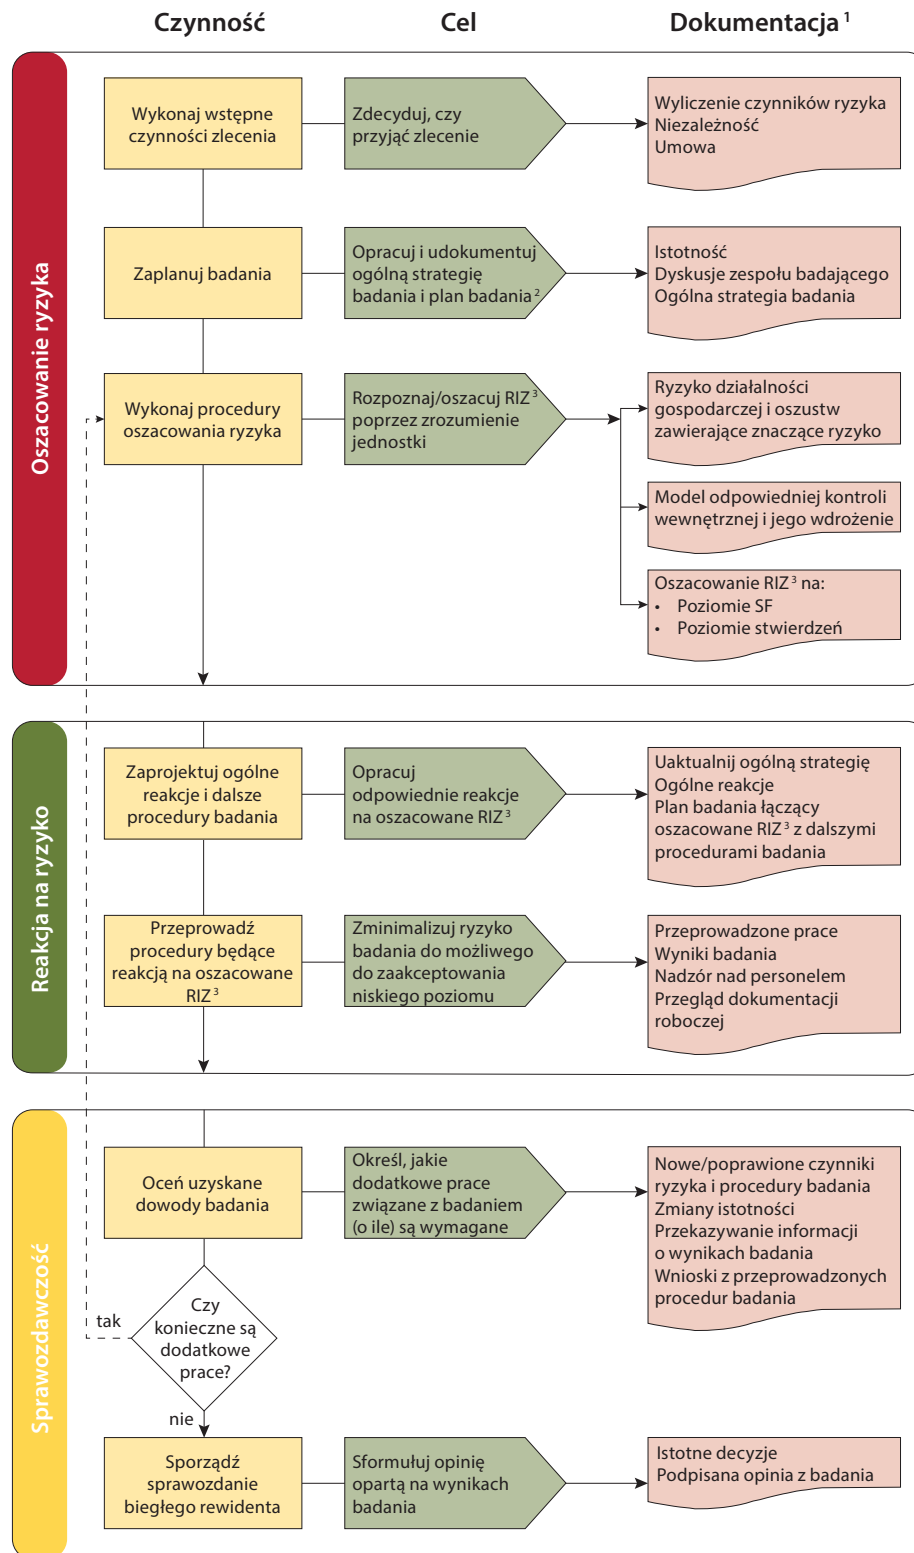 Czynność
Cel
Dokumentacja ¹
Oszacowanie ryzyka
Wykonaj wstępne
czynności zlecenia
Zdecyduj, czy
przyjąć zlecenie
Wyliczenie czynników ryzyka
Niezależność
Umowa
Zaplanuj badania
Opracuj i udokumentuj
ogólną strategię
badania i plan badania ²
Istotność
Dyskusje zespołu badającego
Ogólna strategia badania
Wykonaj procedury
oszacowania ryzyka
Rozpoznaj/oszacuj RIZ ³
poprzez zrozumienie
jednostki
Ryzyko działalności
gospodarczej i oszustw
zawierające znaczące ryzyko
Model odpowiedniej kontroli
wewnętrznej i jego wdrożenie
Oszacowanie RIZ ³ na:
• Poziomie SF
• Poziomie stwierdzeń
Reakcja na ryzyko
Zaprojektuj ogólne
reakcje i dalsze
procedury badania
Opracuj
odpowiednie reakcje
na oszacowane RIZ ³
Uaktualnij ogólną strategię
Ogólne reakcje
Plan badania łączący
oszacowane RIZ ³ z dalszymi
procedurami badania
Przeprowadź
procedury będące
reakcją na oszacowane
RIZ ³
Zminimalizuj ryzyko
badania do możliwego
do zaakceptowania
niskiego poziomu
Przeprowadzone prace
Wyniki badania
Nadzór nad personelem
Przegląd dokumentacji
roboczej
Sprawozdawczość
Oceń uzyskane
dowody badania
Określ, jakie
dodatkowe prace
związane z badaniem
(o ile) są wymagane
Nowe/poprawione czynniki
ryzyka i procedury badania
Zmiany istotności
Przekazywanie informacji
o wynikach badania
Wnioski z przeprowadzonych
procedur badania
tak
Czy
konieczne są
dodatkowe
prace?
nie
Sporządź
sprawozdanie
biegłego rewidenta
Sformułuj opinię
opartą na wynikach
badania
Istotne decyzje
Podpisana opinia z badania